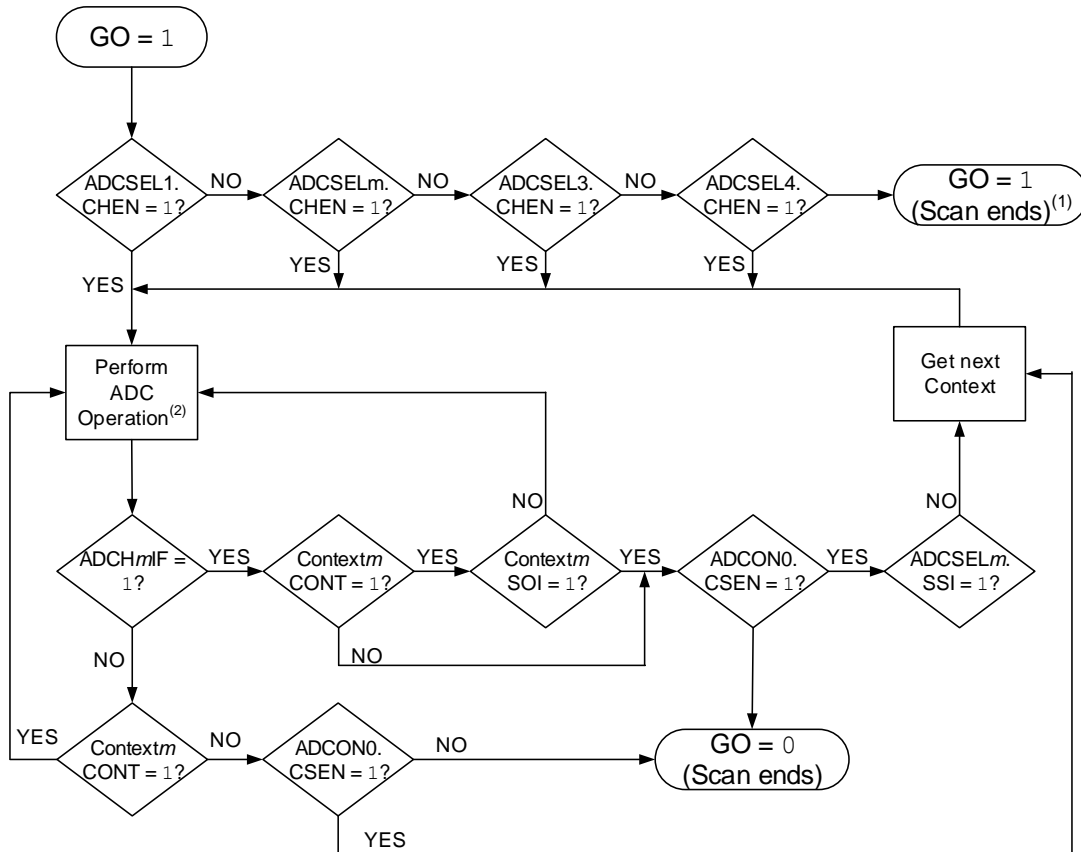 GO = 1
ADCSEL1.
CHEN = 1?
NO
ADCSELm.
CHEN = 1?
NO
ADCSEL3.
CHEN = 1?
NO
ADCSEL4.
CHEN = 1?
GO = 1
(Scan ends)(1)
YES
YES
YES
YES
Perform
ADC
Operation(2)
Get next
Context
NO
NO
ADCHmIF =
1?
YES
Contextm
CONT = 1?
YES
Contextm
SOI = 1?
YES
ADCON0.
CSEN = 1?
YES
ADCSELm.
SSI = 1?
NO
NO
YES
Contextm
CONT = 1?
NO
ADCON0.
CSEN = 1?
NO
GO = 0
(Scan ends)
YES